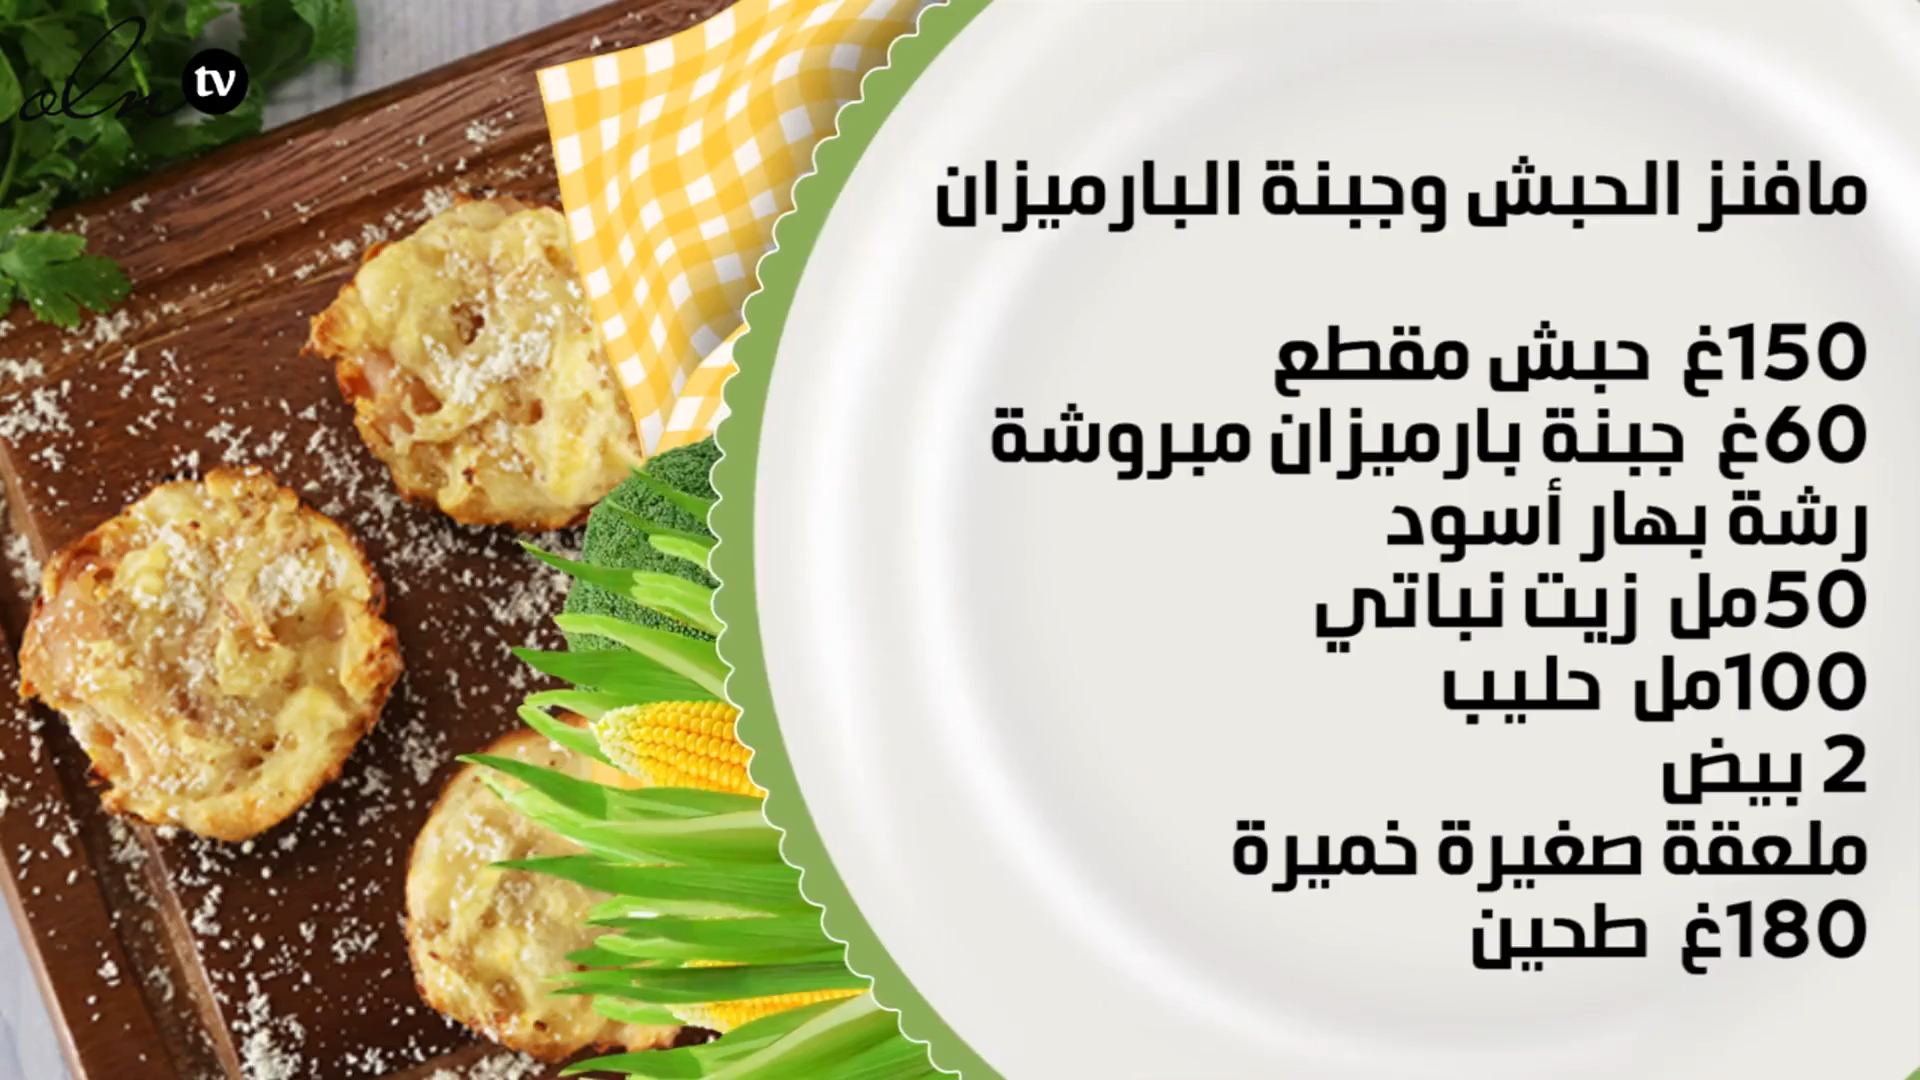 oln tv
مافنز الحبش وجبنة البارميزان
150غ حبش مقطع
60غ جبنة بارميزان مبروشة
رشة بهار أسود
50مل زيت نباتي
100مل حليب
2 بيض
ملعقة صغيرة خميرة
180غ طحين